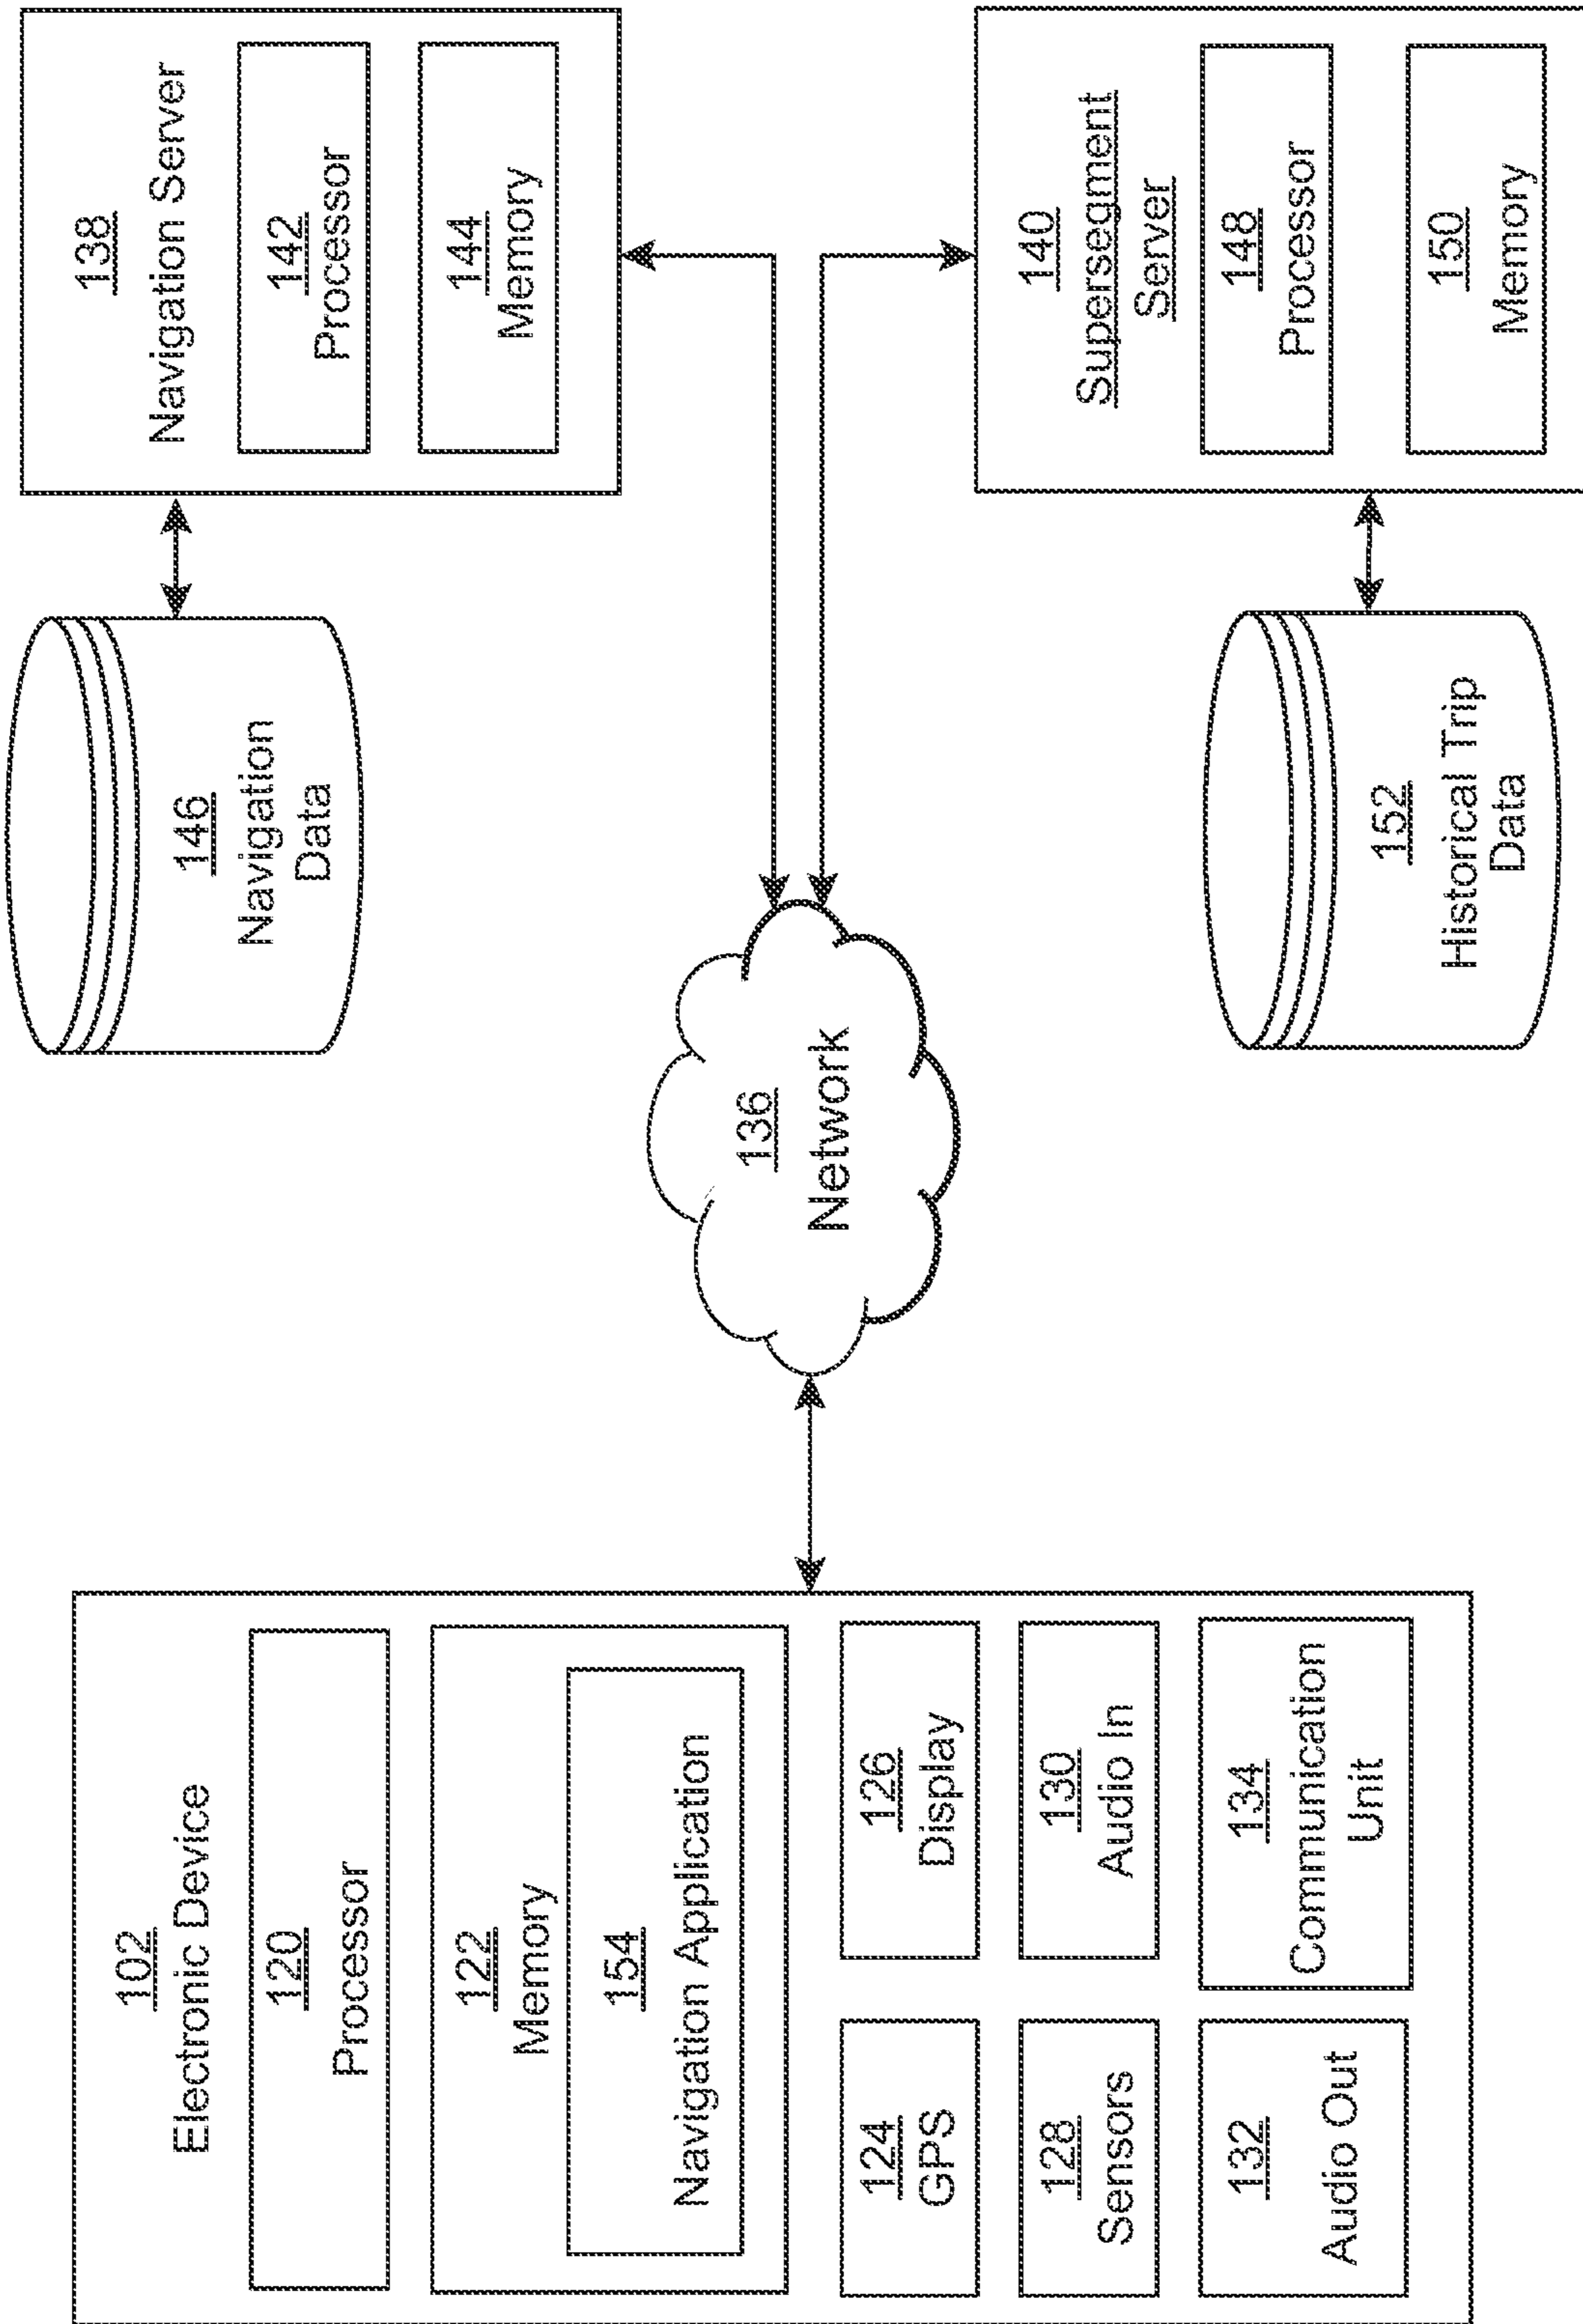 102
Electronic Device
120
Processor
122
Memory
154
Navigation Application
124
GPS
126
Display
128
Sensors
130
Audio In
132
Audio Out
134
Communication
Unit
136
Network
146
Navigation
Data
138
Navigation Server
142
Processor
144
Memory
152
Historical Trip
Data
140
Supersegment
Server
148
Processor
150
Memory